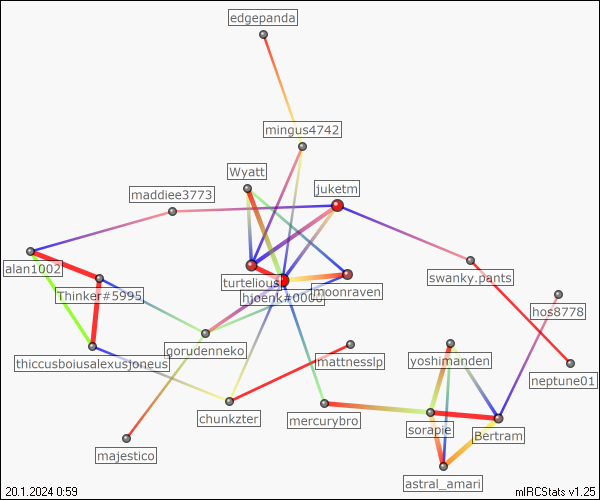 edgepanda
mingus4742
Wyatt
maddiee3773
juketm
alan1002
Thinker#5995
turtelious
hjoenk#0000
moonraven
swanky.pants
hos8778
thiccusboiusalexusjoneus
gorudenneko
mattnesslp
yoshimanden
neptune01
chunkzter
mercurybro
sorapie
Bertram
majestico
astral_amari
20.1.2024 0:59
mIRCStats v1.25